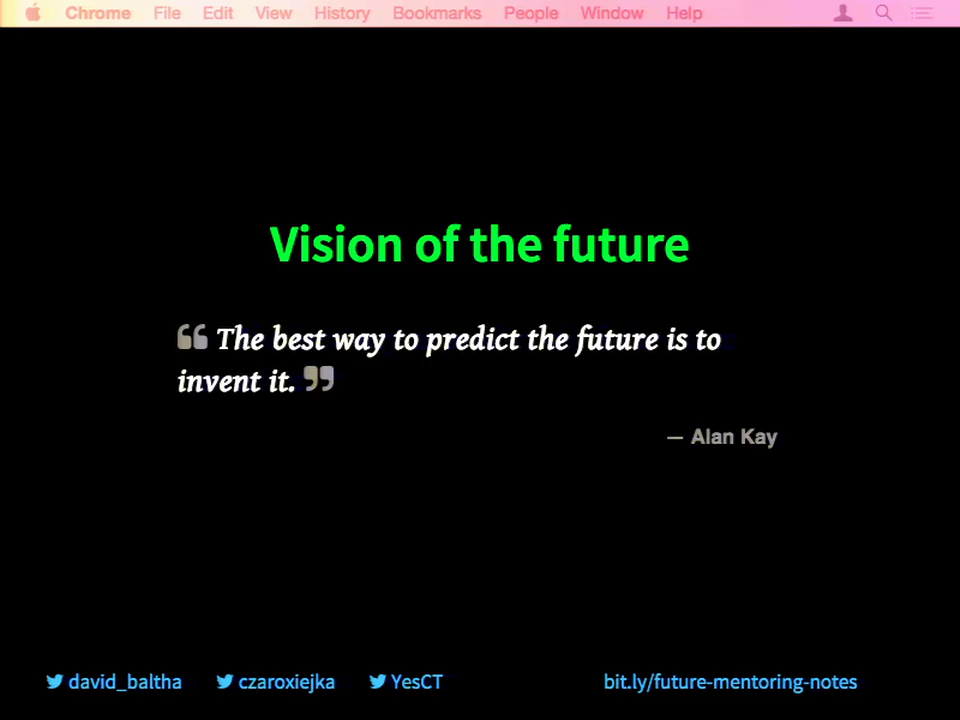 Chrome File Edit View History Bookmarks People Window Help
Vision of the future
❝ The best way to predict the future is to
invent it. ❞
— Alan Kay
david_baltha czaroxiejka YesCT bit.ly/future-mentoring-notes